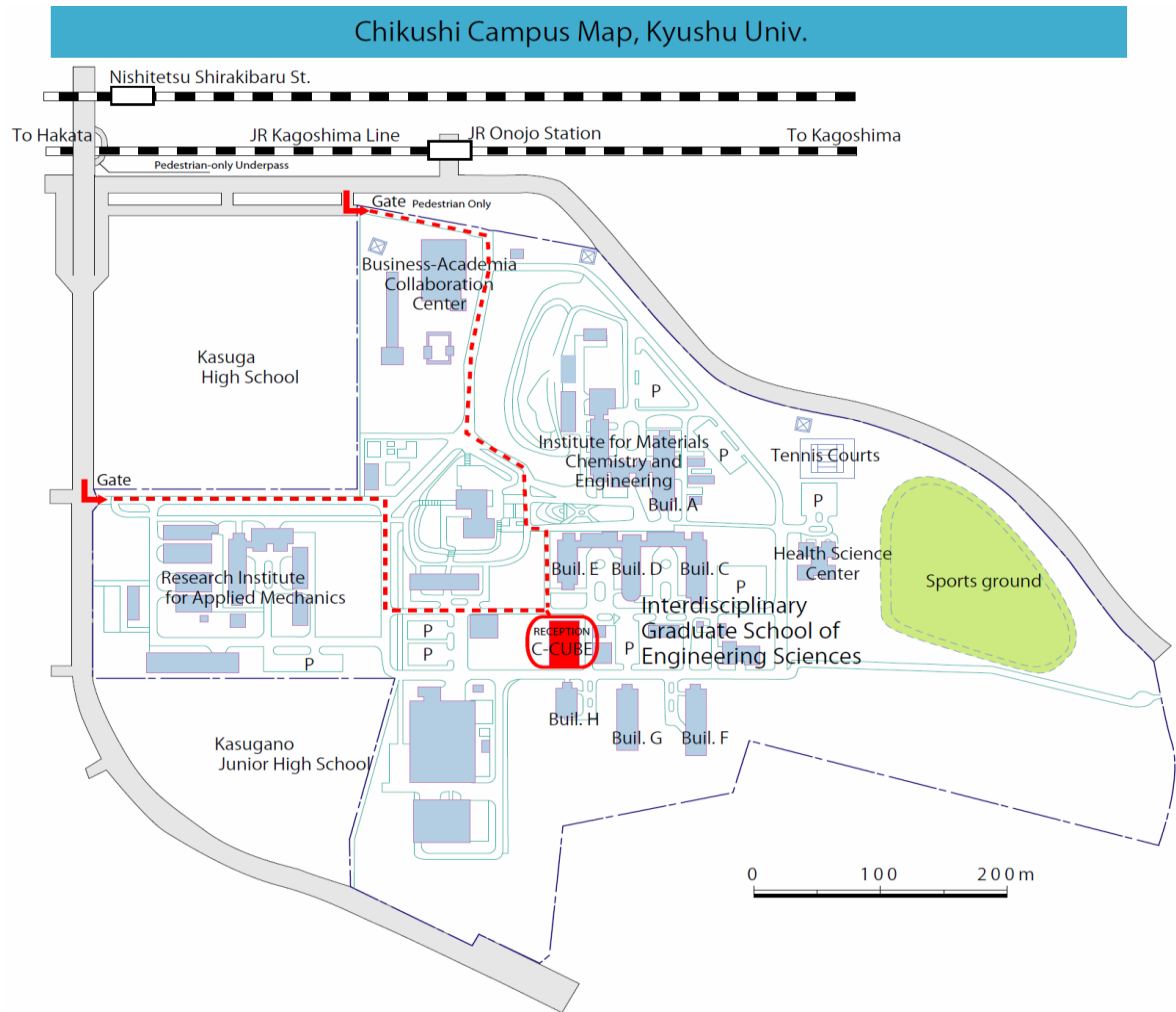 Chikushi Campus Map, Kyushu Univ.
Nishitetsu Shirakibaru St.
To Hakata
JR Kagoshima Line
JR Onojo Station
To Kagoshima
Pedestrian-only Underpass
Gate Pedestrian Only
Business-Academia
Collaboration
Center
Kasuga
High School
P
Institute for Materials
Chemistry and
Engineering
P
Tennis Courts
Gate
Buil. A
P
Health Science
Center
Buil. E
Buil. D
Buil. C
P
Sports ground
Research Institute
for Applied Mechanics
Interdisciplinary
Graduate School of
Engineering Sciences
P
P
RECEPTION
C-CUBE
P
P
Buil. H
Buil. G
Buil. F
Kasugano
Junior High School
0 100 200m